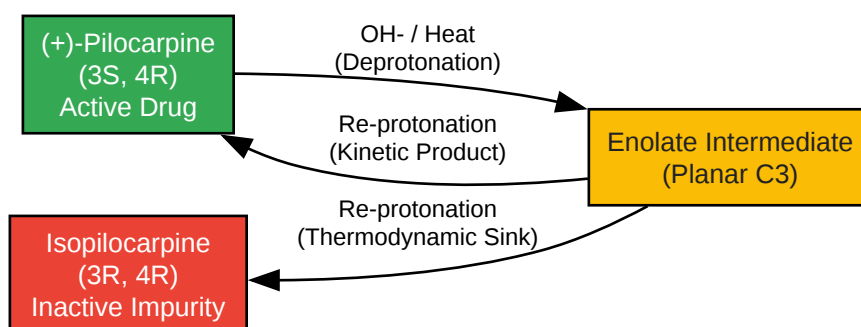 (+)-Pilocarpine
(3S, 4R)
Active Drug
OH- / Heat
(Deprotonation)
Re-protonation
(Kinetic Product)
Enolate Intermediate
(Planar C3)
Re-protonation
(Thermodynamic Sink)
Isopilocarpine
(3R, 4R)
Inactive Impurity